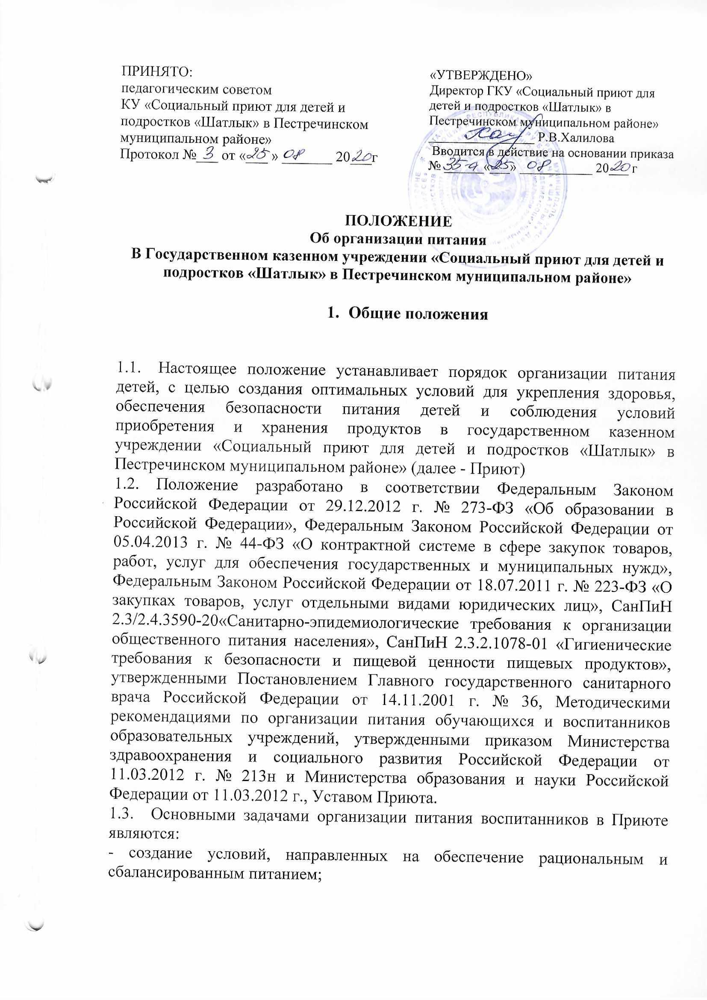 ПРИНЯТО:
педагогическим советом
КУ «Социальный приют для детей и
подростков «Шатлык» в Пестречинском
муниципальном районе»
Протокол № 3 от «25» 08 2020г
«УТВЕРЖДЕНО»
Директор ГКУ «Социальный приют для
детей и подростков «Шатлык» в
Пестречинском муниципальном районе»
Р.В.Халилова
Вводится в действие на основании приказа
№ 35-а «25» 08 2020 г
ПОЛОЖЕНИЕ
Об организации питания
В Государственном казенном учреждении «Социальный приют для детей и
подростков «Шатлык» в Пестречинском муниципальном районе»
1. Общие положения
1.1. Настоящее положение устанавливает порядок организации питания
детей, с целью создания оптимальных условий для укрепления здоровья,
обеспечения безопасности питания детей и соблюдения условий
приобретения и хранения продуктов в государственном казенном
учреждении «Социальный приют для детей и подростков «Шатлык» в
Пестречинском муниципальном районе» (далее - Приют)
1.2. Положение разработано в соответствии Федеральным Законом
Российской Федерации от 29.12.2012 г. № 273-ФЗ «Об образовании в
Российской Федерации», Федеральным Законом Российской Федерации от
05.04.2013 г. № 44-ФЗ «О контрактной системе в сфере закупок товаров,
работ, услуг для обеспечения государственных и муниципальных нужд»,
Федеральным Законом Российской Федерации от 18.07.2011 г. № 223-ФЗ «О
закупках товаров, услуг отдельными видами юридических лиц», СанПиН
2.3/2.4.3590-20«Санитарно-эпидемиологические требования к организации
общественного питания населения», СанПиН 2.3.2.1078-01 «Гигиенические
требования к безопасности и пищевой ценности пищевых продуктов»,
утвержденными Постановлением Главного государственного санитарного
врача Российской Федерации от 14.11.2001 г. № 36, Методическими
рекомендациями по организации питания обучающихся и воспитанников
образовательных учреждений, утвержденными приказом Министерства
здравоохранения и социального развития Российской Федерации от
11.03.2012 г. № 213н и Министерства образования и науки Российской
Федерации от 11.03.2012 г., Уставом Приюта.
1.3. Основными задачами организации питания воспитанников в Приюте
являются:
- создание условий, направленных на обеспечение рациональным и
сбалансированным питанием;